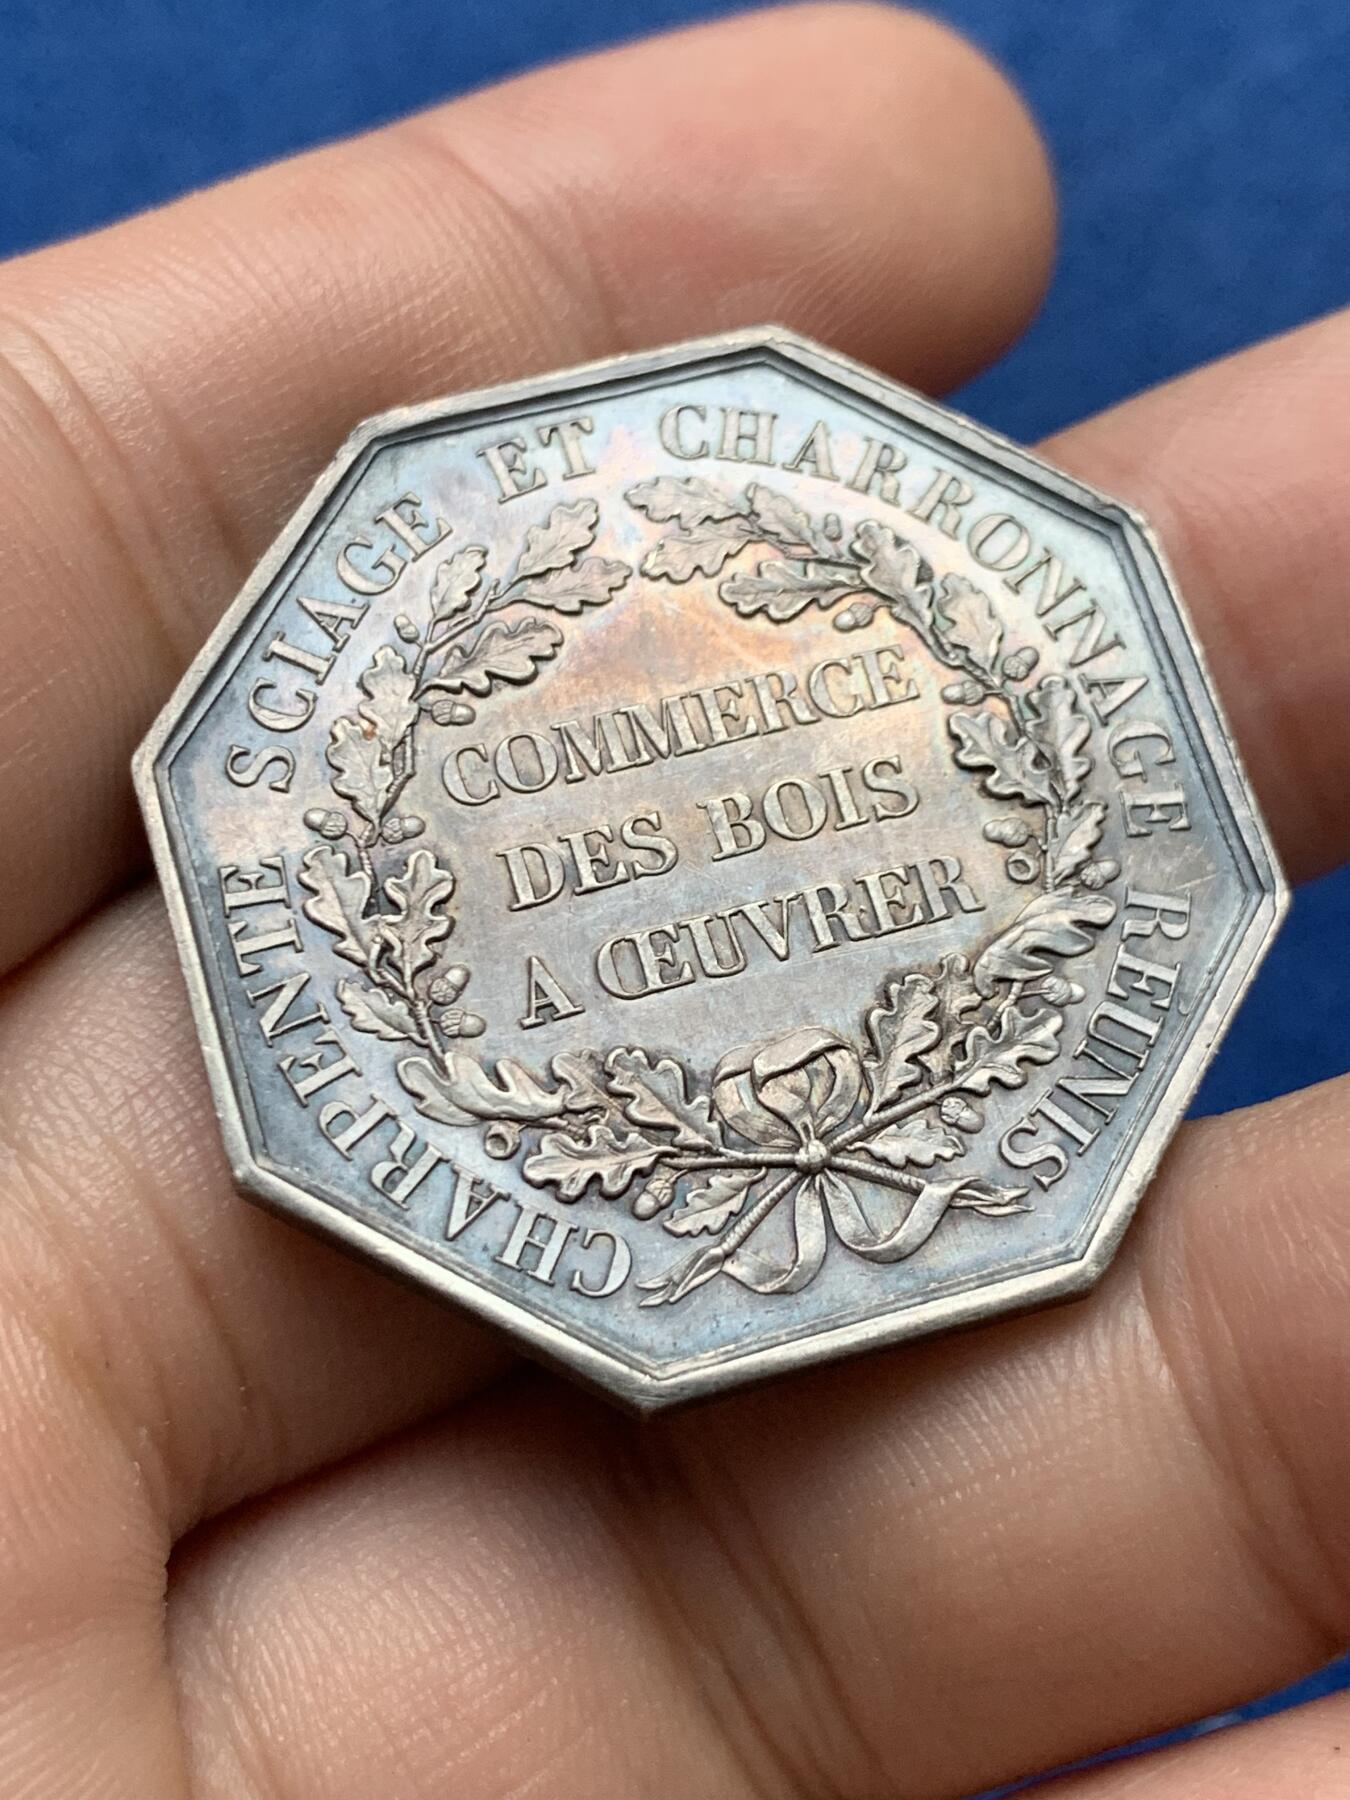 CHARPENTE SCIAGE ET CHARRONNAGE REUNIS
COMMERCE
DES BOIS
A ŒUVRER